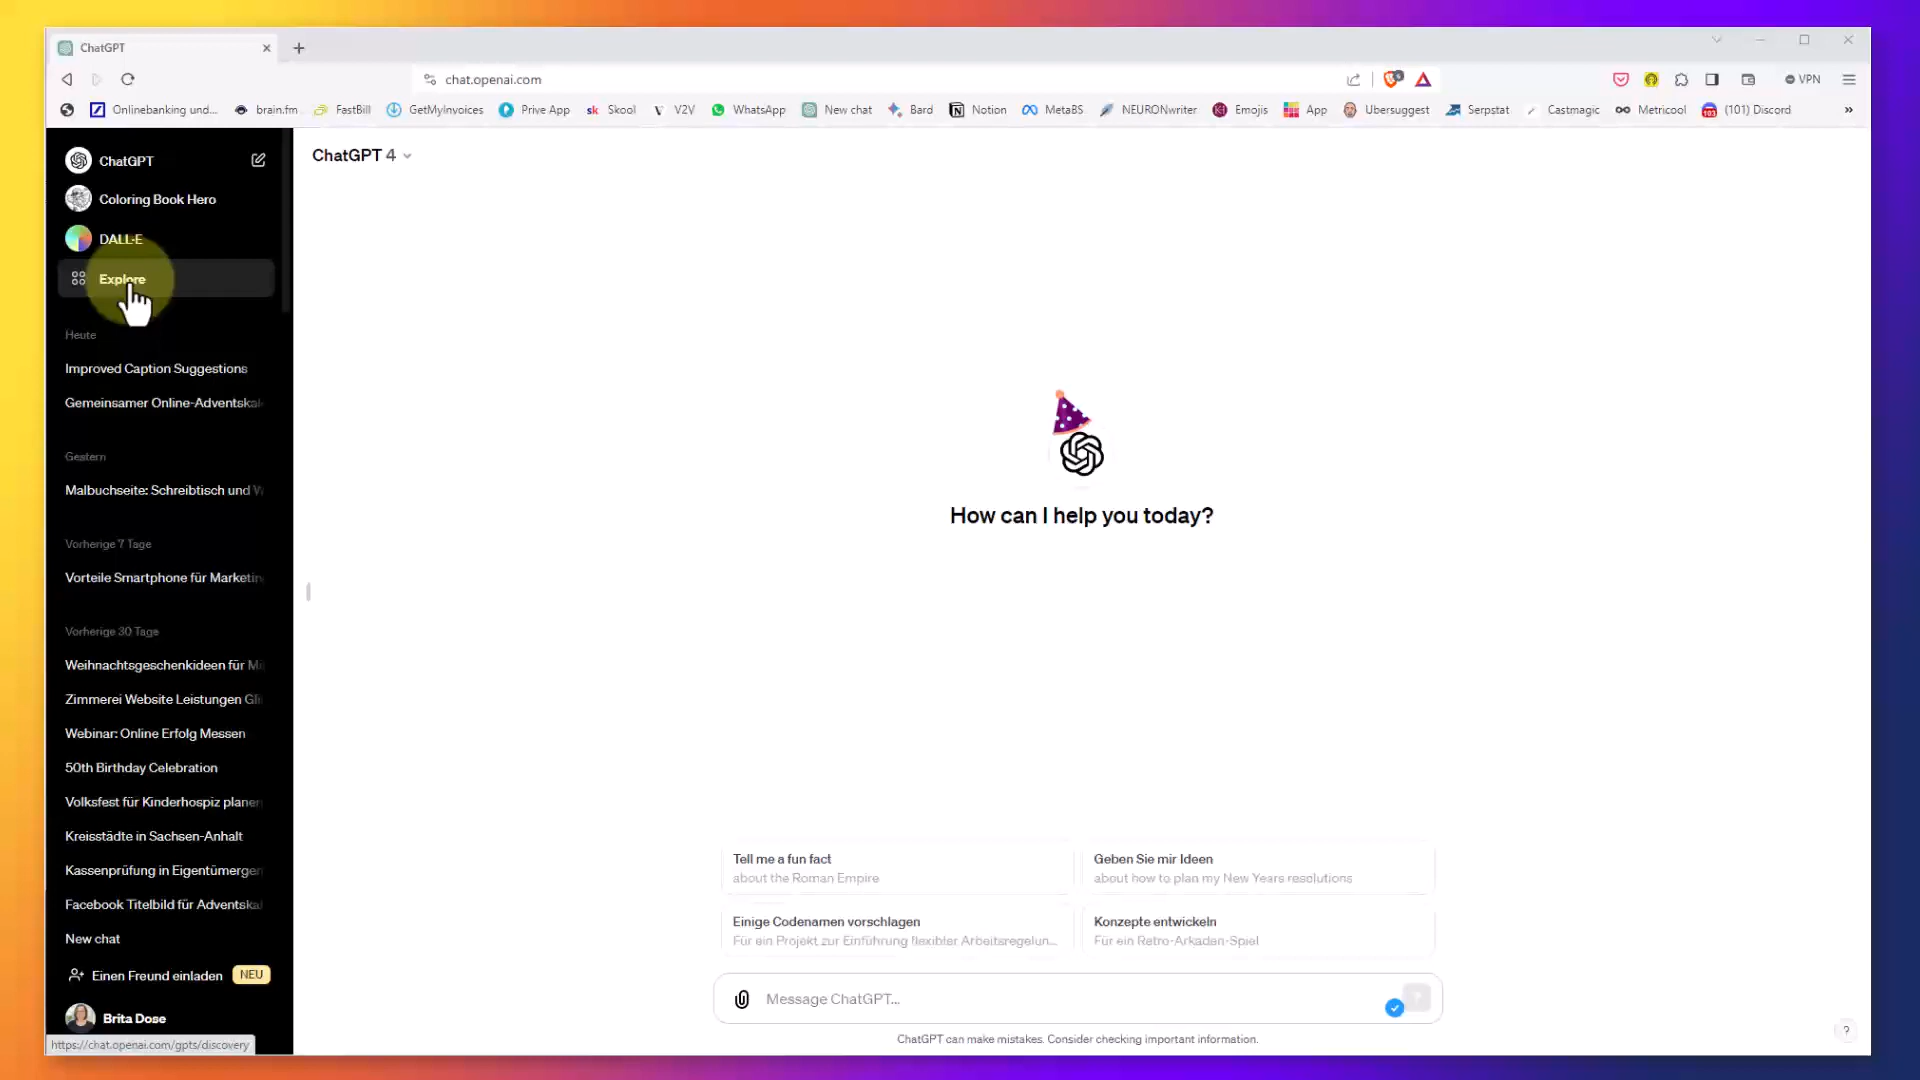 ChatGPT
chat.openai.com
VPN
Onlinebanking und...
brain.fm
FastBill
GetMyInvoices
Prive App
Skool
V2V
WhatsApp
New chat
Bard
Notion
MetaBS
NEURONwriter
Emojis
App
Ubersuggest
Serpstat
Castmagic
Metricool
(101) Discord
»
ChatGPT
Coloring Book Hero
DALL·E
Explore
Heute
Improved Caption Suggestions
Gemeinsamer Online-Adventska
Gestern
Malbuchseite: Schreibtisch und W
Vorherige 7 Tage
Vorteile Smartphone für Marketin
Vorherige 30 Tage
Weihnachtsgeschenkideen für Mi
Zimmerei Website Leistungen Gl
Webinar: Online Erfolg Messen
50th Birthday Celebration
Volksfest für Kinderhospiz planen
Kreisstädte in Sachsen-Anhalt
Kassenprüfung in Eigentümergem
Facebook Titelbild für Adventska
New chat
Einen Freund einladen NEU
Brita Dose
https://chat.openai.com/gpts/discovery
ChatGPT 4
How can I help you today?
Tell me a fun fact
about the Roman Empire
Geben Sie mir Ideen
about how to plan my New Years resolutions
Einige Codenamen vorschlagen
Für ein Projekt zur Einführung flexibler Arbeitsregelun...
Konzepte entwickeln
Für ein Retro-Arkaden-Spiel
Message ChatGPT...
ChatGPT can make mistakes. Consider checking important information.
?